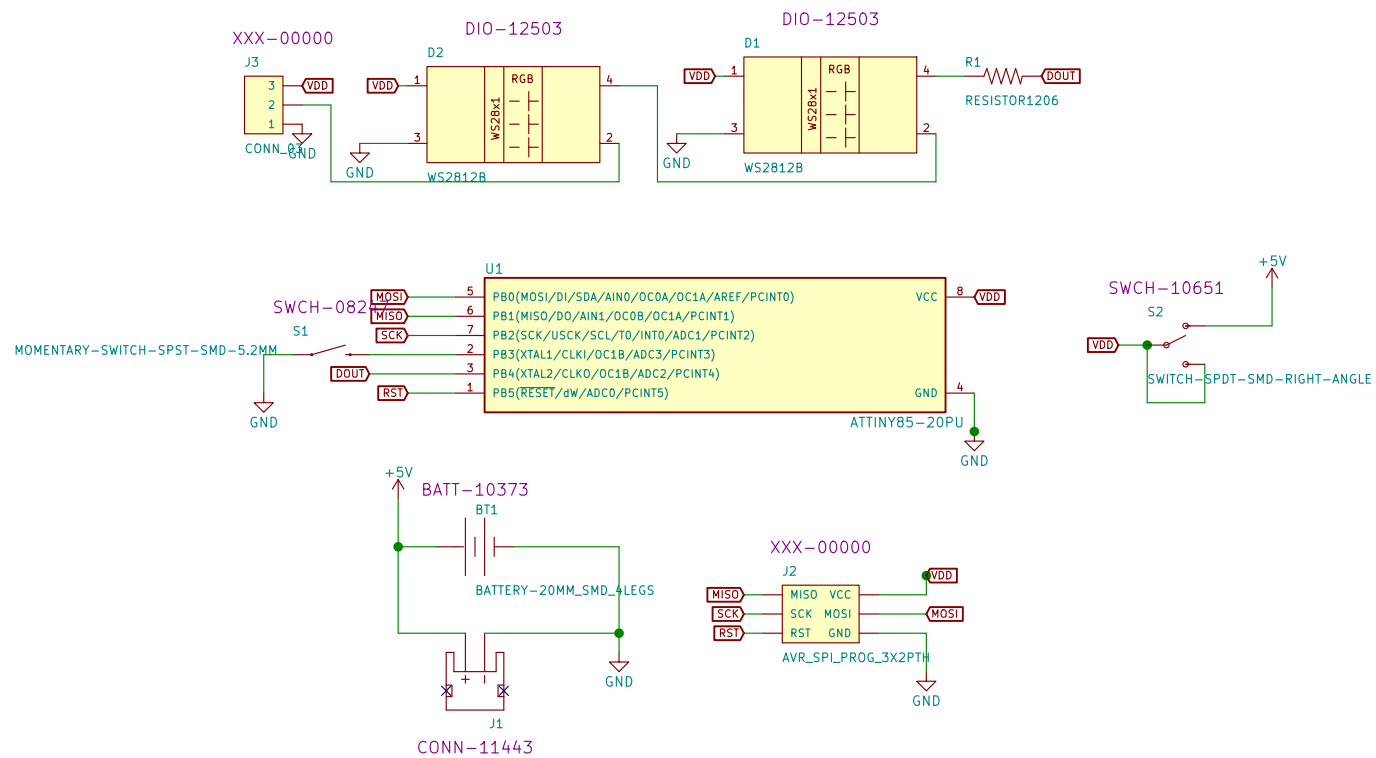 DIO-12503
DIO-12503
XXX-00000
D1
D2
J3
R1
VDD
1
RGB
WS28x1
4
DOUT
3
2
GND
RESISTOR1206
WS2812B
VDD
1
RGB
WS28x1
4
3
2
GND
WS2812B
3
VDD
2
1
CONN_03
GND
+5V
U1
SWCH-10651
S2
VDD
SWITCH-SPDT-SMD-RIGHT-ANGLE
SWCH-08247
S1
MOMENTARY-SWITCH-SPST-SMD-5.2MM
GND
MOSI
5
PB0(MOSI/DI/SDA/AIN0/OC0A/OC1A/AREF/PCINT0)
VCC
8
VDD
MISO
6
PB1(MISO/DO/AIN1/OC0B/OC1A/PCINT1)
SCK
7
PB2(SCK/USCK/SCL/T0/INT0/ADC1/PCINT2)
2
PB3(XTAL1/CLKI/OC1B/ADC3/PCINT3)
DOUT
3
PB4(XTAL2/CLKO/OC1B/ADC2/PCINT4)
RST
1
PB5(RESET/dW/ADC0/PCINT5)
GND
4
ATTINY85-20PU
GND
+5V
BATT-10373
BT1
BATTERY-20MM_SMD_4LEGS
GND
+
-
J1
CONN-11443
XXX-00000
J2
VDD
MISO
MISO
VCC
SCK
SCK
MOSI
MOSI
RST
RST
GND
AVR_SPI_PROG_3X2PTH
GND